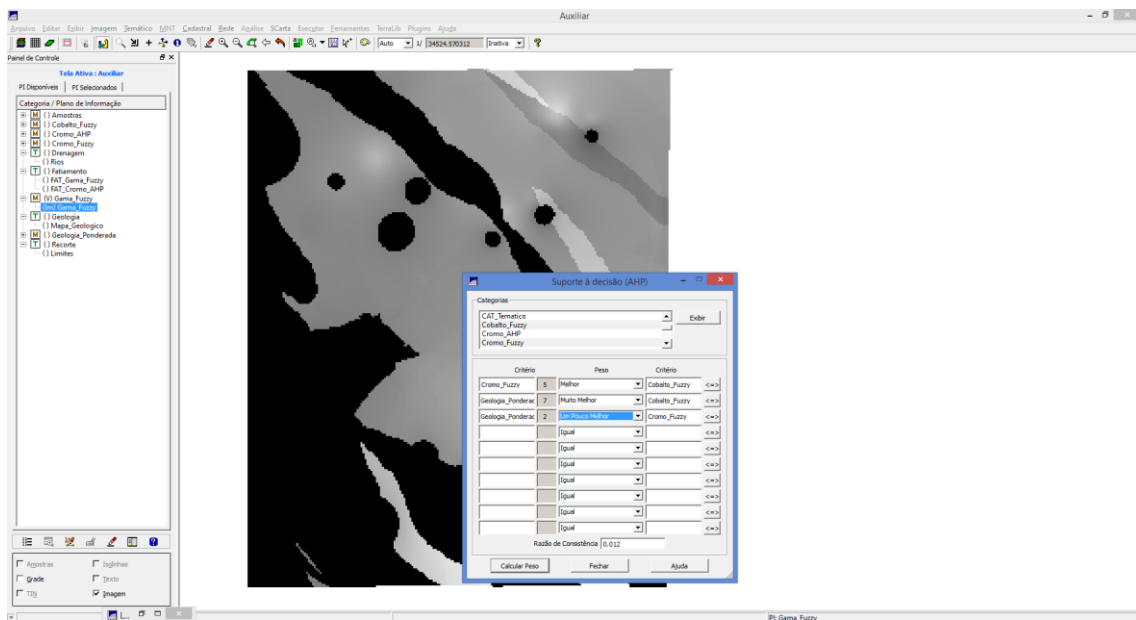 Auxiliar
Arquivo Editar Exibir Imagem Temático MNT Cadastral Rede Análise SCarta Executar Ferramentas TerraLib Plugins Ajuda
Auto 1/ 34524.570312 Inativa
Painel de Controle
Tela Ativa : Auxiliar
PI Disponíveis PI Selecionados
Categoria / Plano de Informação
M () Amostras
M () Cobalto_Fuzzy
M () Cromo_AHP
M () Cromo_Fuzzy
T () Drenagem
() Rios
T () Fatiamento
() FAT_Gama_Fuzzy
() FAT_Cromo_AHP
M (V) Gama_Fuzzy
(Im) Gama_Fuzzy
T () Geologia
() Mapa_Geologico
M () Geologia_Ponderada
T () Recorte
() Limites
Amostras Isolinhas
Grade Texto
TIN Imagem
Suporte à decisão (AHP)
Categorias
CAT_Tematico
Cobalto_Fuzzy
Cromo_AHP
Cromo_Fuzzy
Exibir
Critério Peso Critério
Cromo_Fuzzy 5 Melhor Cobalto_Fuzzy <=>
Geologia_Ponderac 7 Muito Melhor Cobalto_Fuzzy <=>
Geologia_Ponderac 2 Um Pouco Melhor Cromo_Fuzzy <=>
Igual <=>
Igual <=>
Igual <=>
Igual <=>
Igual <=>
Igual <=>
Igual <=>
Razão de Consistência 0.012
Calcular Peso Fechar Ajuda
I...
PI: Gama_Fuzzy